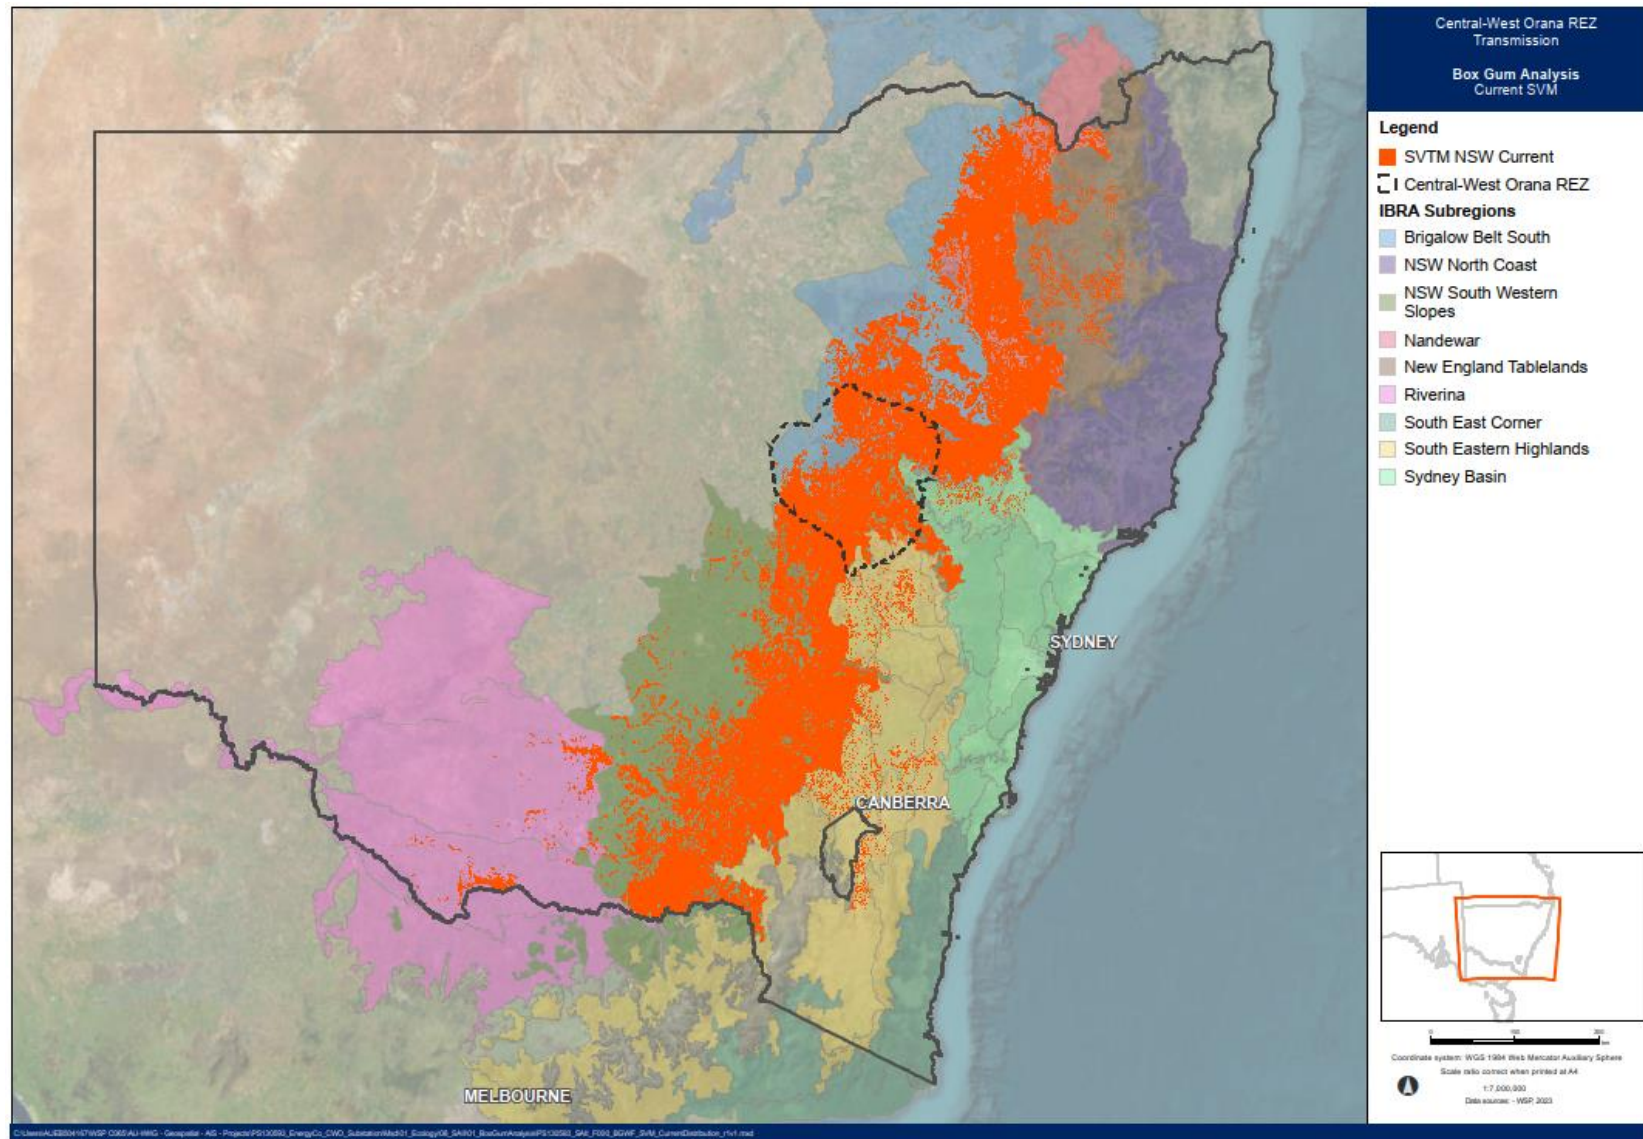 Central-West Orana REZ
Transmission
Box Gum Analysis
Current SVM
Legend
SVTM NSW Current
Central-West Orana REZ
IBRA Subregions
Brigalow Belt South
NSW North Coast
NSW South Western
Slopes
Nandewar
New England Tablelands
Riverina
South East Corner
South Eastern Highlands
Sydney Basin
SYDNEY
CANBERRA
MELBOURNE
0
km
Coordinate system: WGS 1984 Web Mercator Auxiliary Sphere
Scale ratio correct when printed at A4
1:7,000,000
Data sources: - WSP, 2023